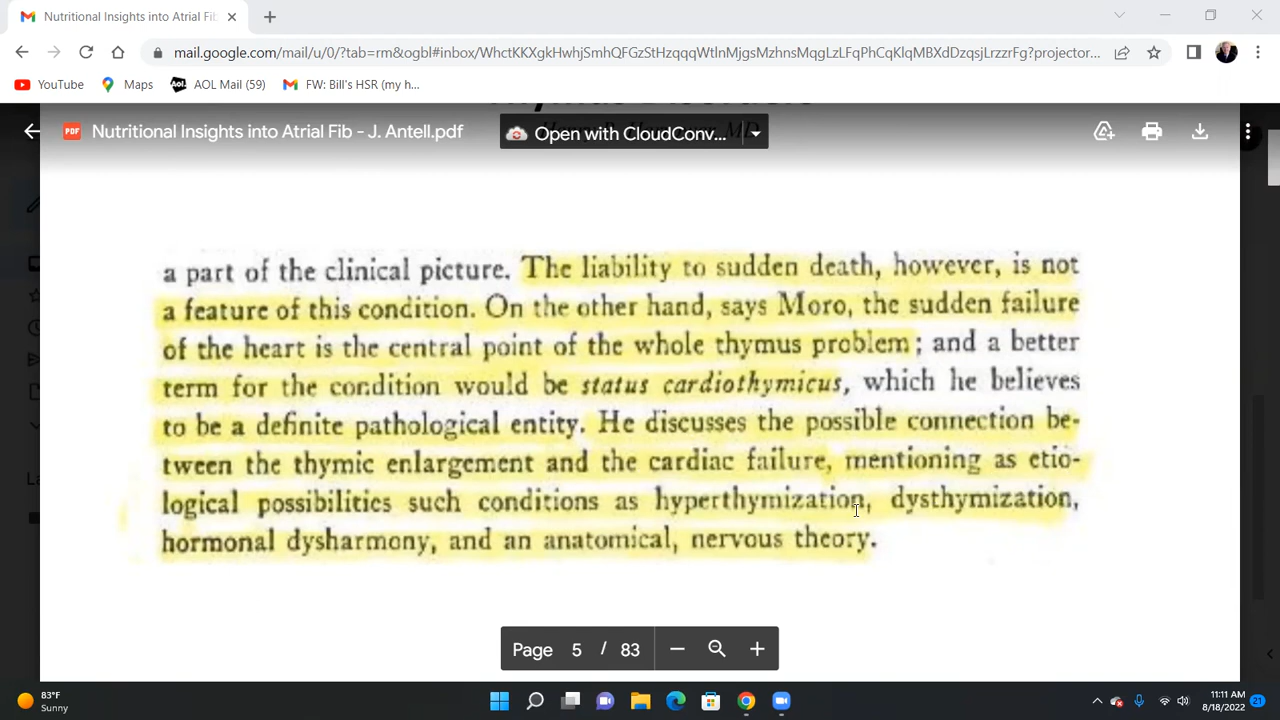 Nutritional Insights into Atrial Fib
mail.google.com/mail/u/0/?tab=rm&ogbl#inbox/WhctKKXgkHwhjSmhQFGzStHzqqqWtlnMjgsMzhnsMqgLzLFqPhCqKlqMBXdDzqsjLrzzrFg?projector...
YouTube Maps AOL Mail (59) FW: Bill's HSR (my h...
PDF Nutritional Insights into Atrial Fib - J. Antell.pdf Open with CloudConv...
a part of the clinical picture. The liability to sudden death, however, is not
a feature of this condition. On the other hand, says Moro, the sudden failure
of the heart is the central point of the whole thymus problem; and a better
term for the condition would be status cardiothymicus, which he believes
to be a definite pathological entity. He discusses the possible connection be-
tween the thymic enlargement and the cardiac failure, mentioning as etio-
logical possibilities such conditions as hyperthymization, dysthymization,
hormonal dysharmony, and an anatomical, nervous theory.
Page 5 / 83
83°F
Sunny
11:11 AM
8/18/2022
21